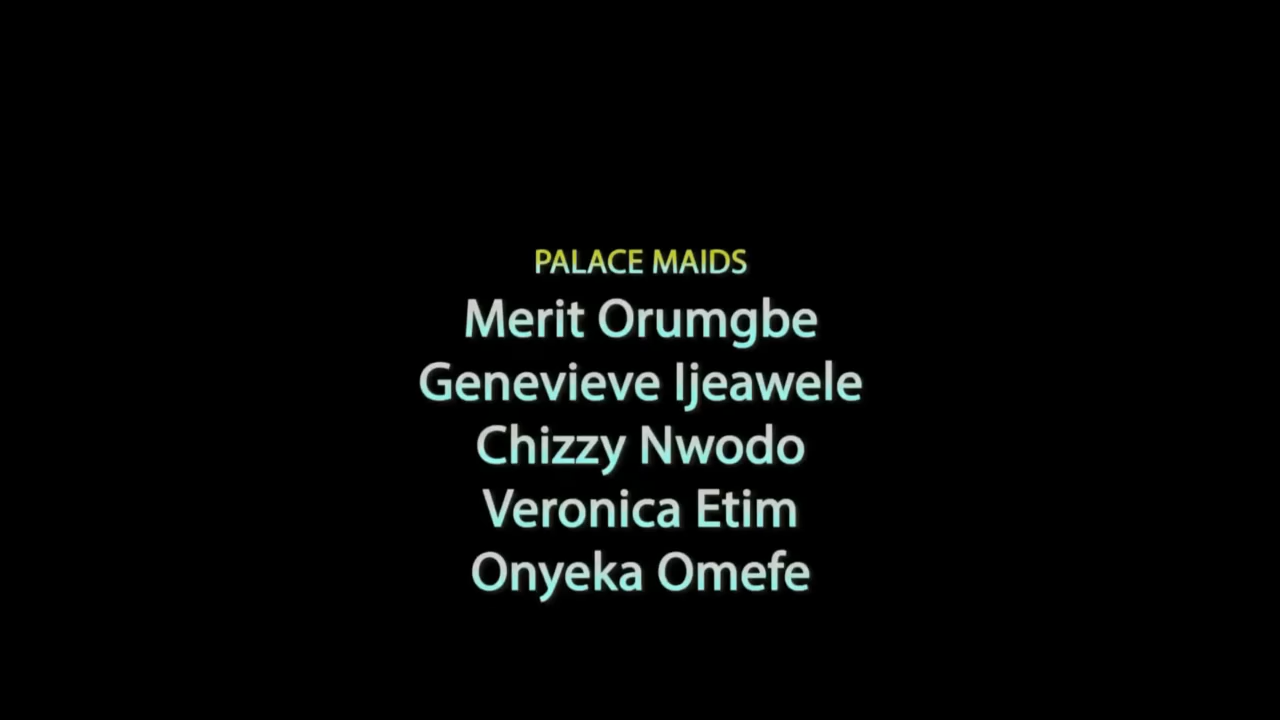 PALACE MAIDS
Merit Orumgbe
Genevieve Ijeawele
Chizzy Nwodo
Veronica Etim
Onyeka Omefe